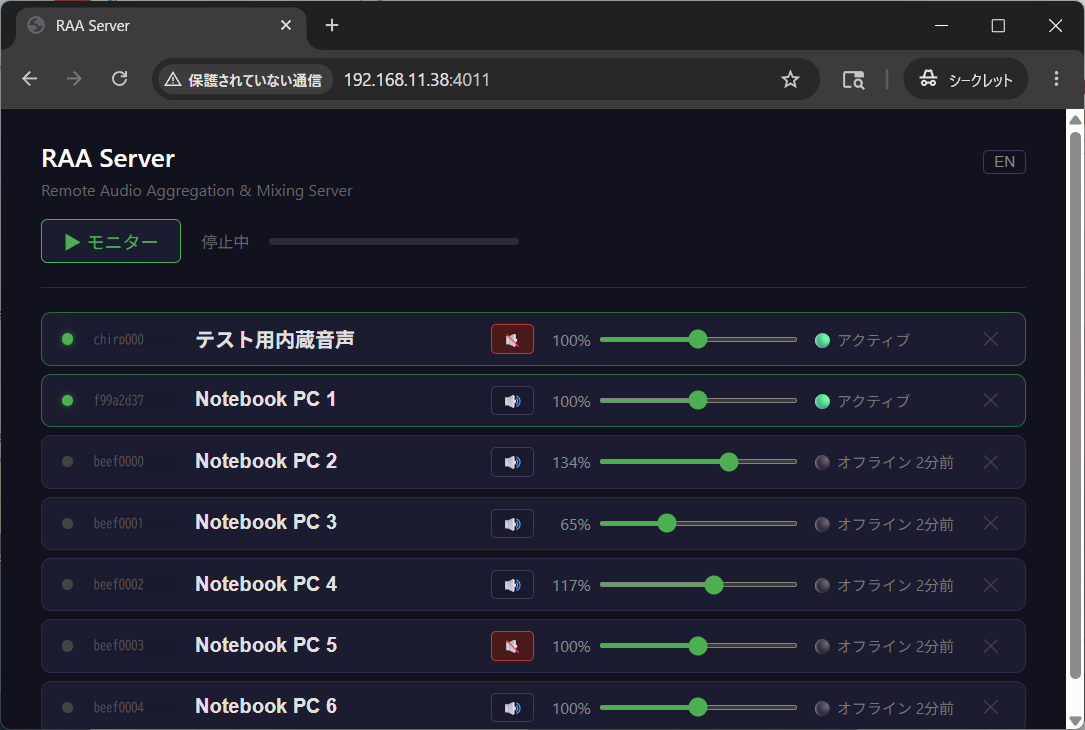 RAA Server
保護されていない通信 192.168.11.38:4011 シークレット
RAA Server
EN
Remote Audio Aggregation & Mixing Server
モニター 停止中
chirp000 テスト用内蔵音声 100% アクティブ
f99a2d37 Notebook PC 1 100% アクティブ
beef0000 Notebook PC 2 134% オフライン 2分前
beef0001 Notebook PC 3 65% オフライン 2分前
beef0002 Notebook PC 4 117% オフライン 2分前
beef0003 Notebook PC 5 100% オフライン 2分前
beef0004 Notebook PC 6 100% オフライン 2分前